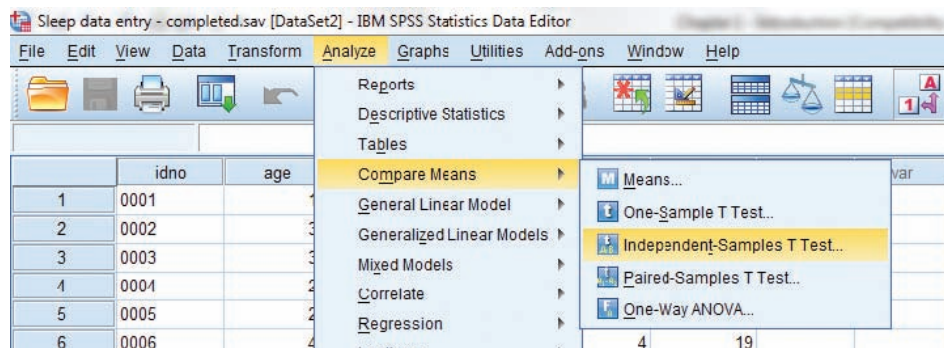 Sleep data entry - completed.sav [DataSet2] - IBM SPSS Statistics Data Editor
File Edit View Data Transform Analyze Graphs Utilities Add-ons Window Help
Reports
Descriptive Statistics
Tables
Compare Means
General Linear Model
Generalized Linear Models
Mixed Models
Correlate
Regression
M Means...
t One-Sample T Test...
Independent-Samples T Test...
Paired-Samples T Test...
One-Way ANOVA...
A
1
idno age var
1 0001
2 0002
3 0003
4 0004
5 0005
6 0006 4 4 19